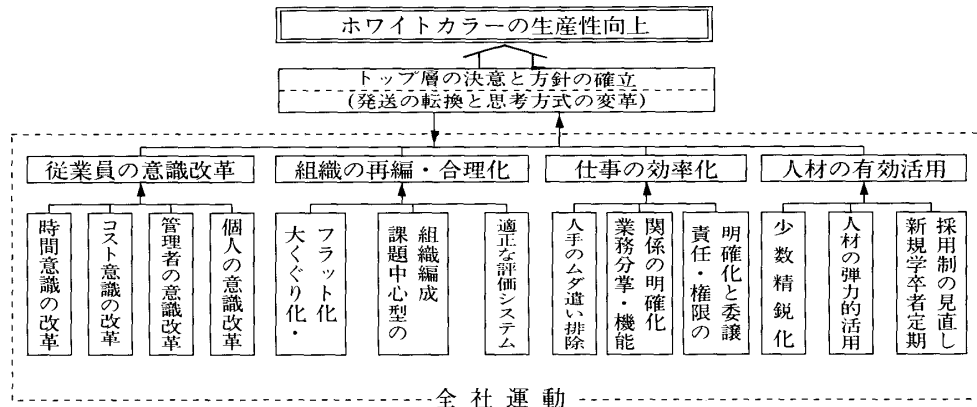 ホワイトカラーの生産性向上
トップ層の決意と方針の確立
(発送の転換と思考方式の変革)
従業員の意識改革
組織の再編・合理化
仕事の効率化
人材の有効活用
時間意識の改革
コスト意識の改革
管理者の意識改革
個人の意識改革
大くぐり化・
フラット化
課題中心型の
組織編成
適正な評価システム
人手のムダ遣い排除
業務分掌・機能
関係の明確化
責任・権限の
明確化と委譲
少数精鋭化
人材の弾力的活用
新規学卒者定期
採用制の見直し
全社運動